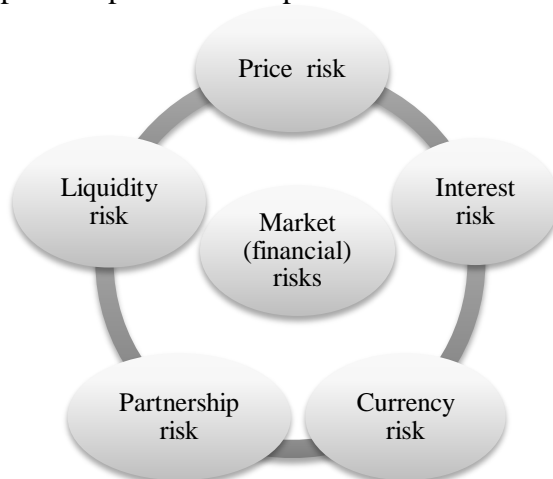 Price risk
Liquidity
risk
Interest
risk
Market
(financial)
risks
Partnership
risk
Currency
risk